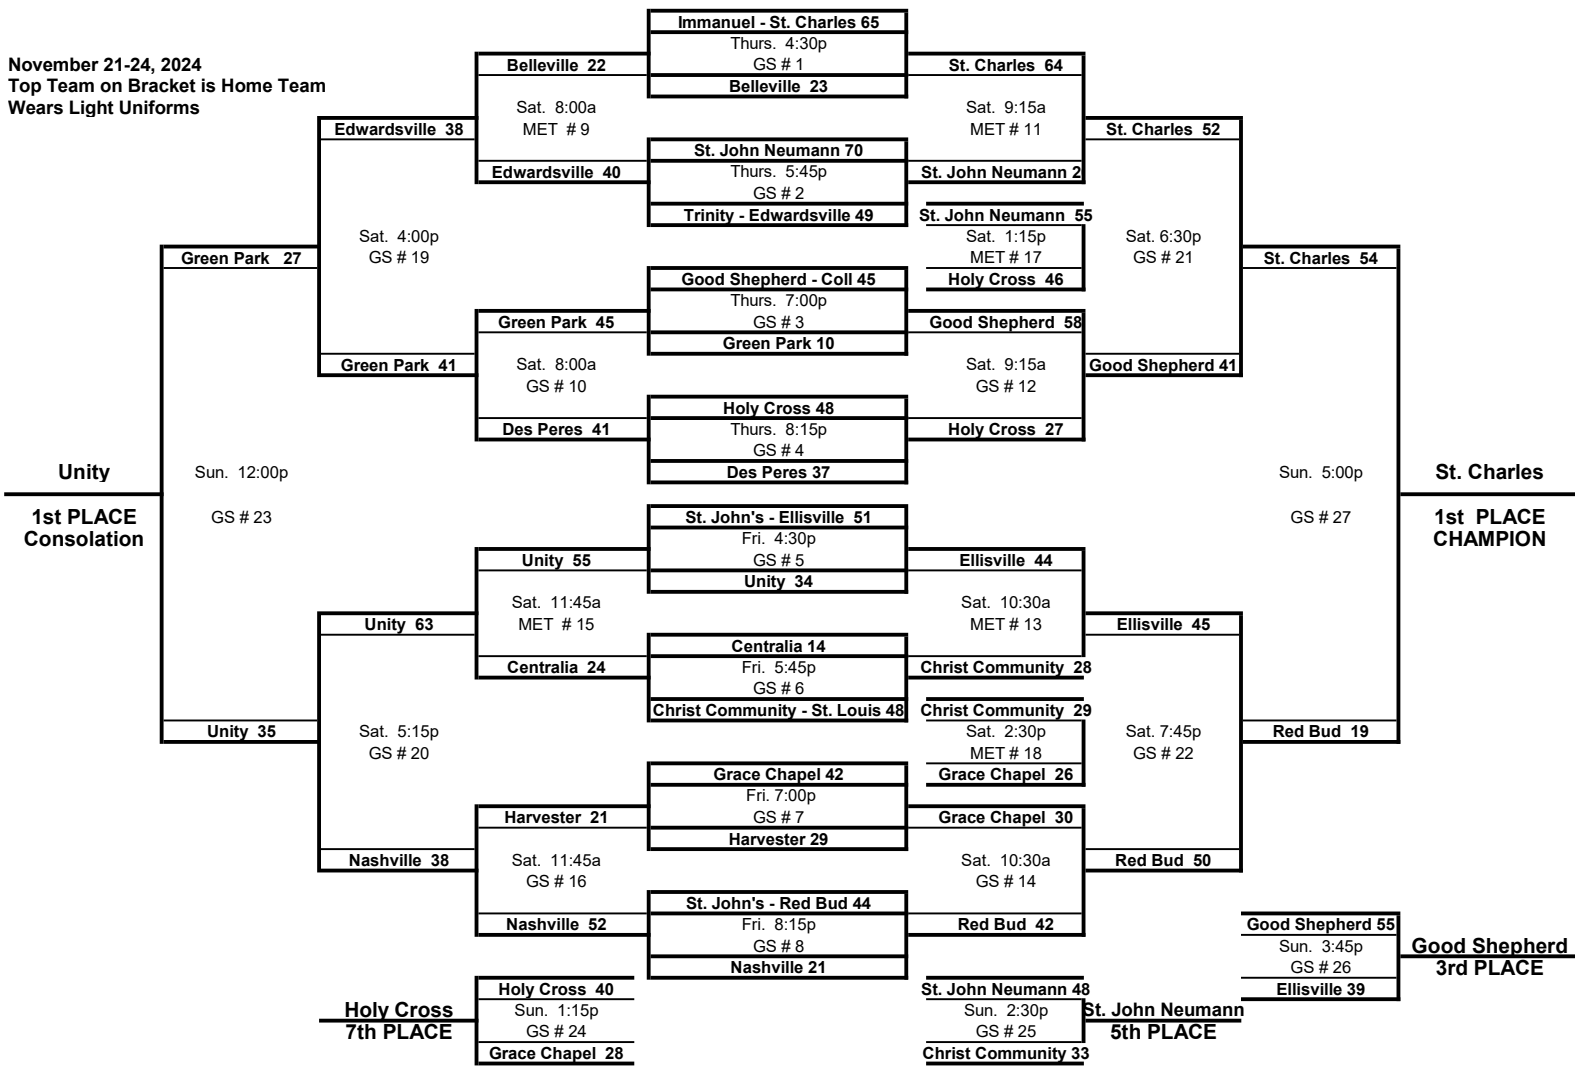 November 21-24, 2024
Top Team on Bracket is Home Team
Wears Light Uniforms
Immanuel - St. Charles 65
Thurs. 4:30p
GS # 1
Belleville 23
St. John Neumann 70
Thurs. 5:45p
GS # 2
Trinity - Edwardsville 49
Good Shepherd - Coll 45
Thurs. 7:00p
GS # 3
Green Park 10
Holy Cross 48
Thurs. 8:15p
GS # 4
Des Peres 37
St. John's - Ellisville 51
Fri. 4:30p
GS # 5
Unity 34
Centralia 14
Fri. 5:45p
GS # 6
Christ Community - St. Louis 48
Grace Chapel 42
Fri. 7:00p
GS # 7
Harvester 29
St. John's - Red Bud 44
Fri. 8:15p
GS # 8
Nashville 21
Belleville 22
Sat. 8:00a
MET # 9
Edwardsville 40
Green Park 45
Sat. 8:00a
GS # 10
Des Peres 41
Unity 55
Sat. 11:45a
MET # 15
Centralia 24
Harvester 21
Sat. 11:45a
GS # 16
Nashville 52
Edwardsville 38
Sat. 4:00p
GS # 19
Green Park 41
Unity 63
Sat. 5:15p
GS # 20
Nashville 38
Green Park 27
Sun. 12:00p
GS # 23
Unity 35
Unity
1st PLACE
Consolation
St. Charles 64
Sat. 9:15a
MET # 11
St. John Neumann 2
St. John Neumann 55
Sat. 1:15p
MET # 17
Holy Cross 46
Good Shepherd 58
Sat. 9:15a
GS # 12
Holy Cross 27
Ellisville 44
Sat. 10:30a
MET # 13
Christ Community 28
Christ Community 29
Sat. 2:30p
MET # 18
Grace Chapel 26
Grace Chapel 30
Sat. 10:30a
GS # 14
Red Bud 42
St. Charles 52
Sat. 6:30p
GS # 21
Good Shepherd 41
Ellisville 45
Sat. 7:45p
GS # 22
Red Bud 50
St. Charles 54
Sun. 5:00p
GS # 27
Red Bud 19
St. Charles
1st PLACE
CHAMPION
Good Shepherd 55
Sun. 3:45p
GS # 26
Ellisville 39
Good Shepherd
3rd PLACE
Holy Cross 40
Sun. 1:15p
GS # 24
Grace Chapel 28
Holy Cross
7th PLACE
St. John Neumann 48
Sun. 2:30p
GS # 25
Christ Community 33
St. John Neumann
5th PLACE